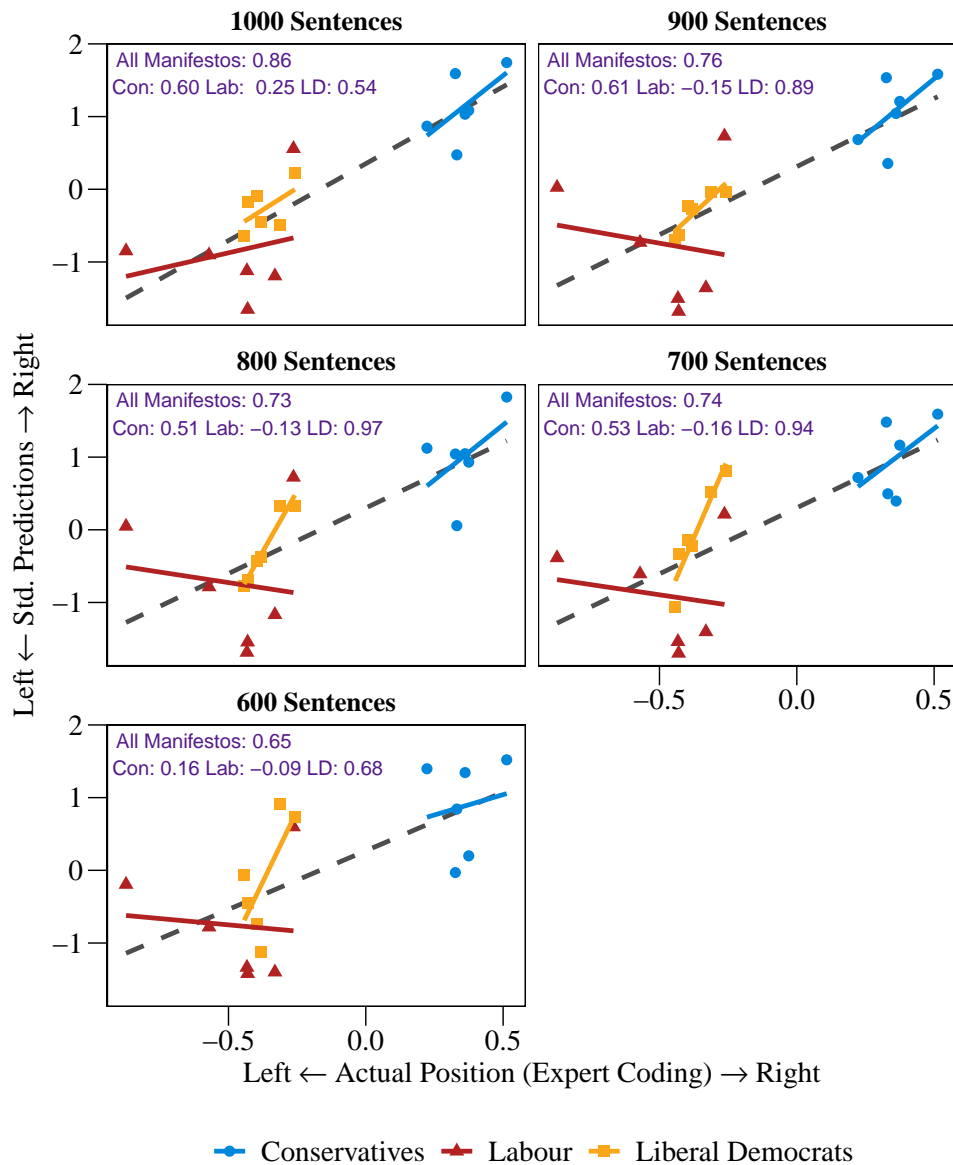 1000 Sentences
900 Sentences
All Manifestos: 0.86
Con: 0.60 Lab: 0.25 LD: 0.54
All Manifestos: 0.76
Con: 0.61 Lab: −0.15 LD: 0.89
2
1
0
−1
800 Sentences
700 Sentences
All Manifestos: 0.73
Con: 0.51 Lab: −0.13 LD: 0.97
All Manifestos: 0.74
Con: 0.53 Lab: −0.16 LD: 0.94
2
1
0
−1
−0.5 0.0 0.5
Left ← Std. Predictions → Right
600 Sentences
All Manifestos: 0.65
Con: 0.16 Lab: −0.09 LD: 0.68
2
1
0
−1
−0.5 0.0 0.5
Left ← Actual Position (Expert Coding) → Right
Conservatives Labour Liberal Democrats